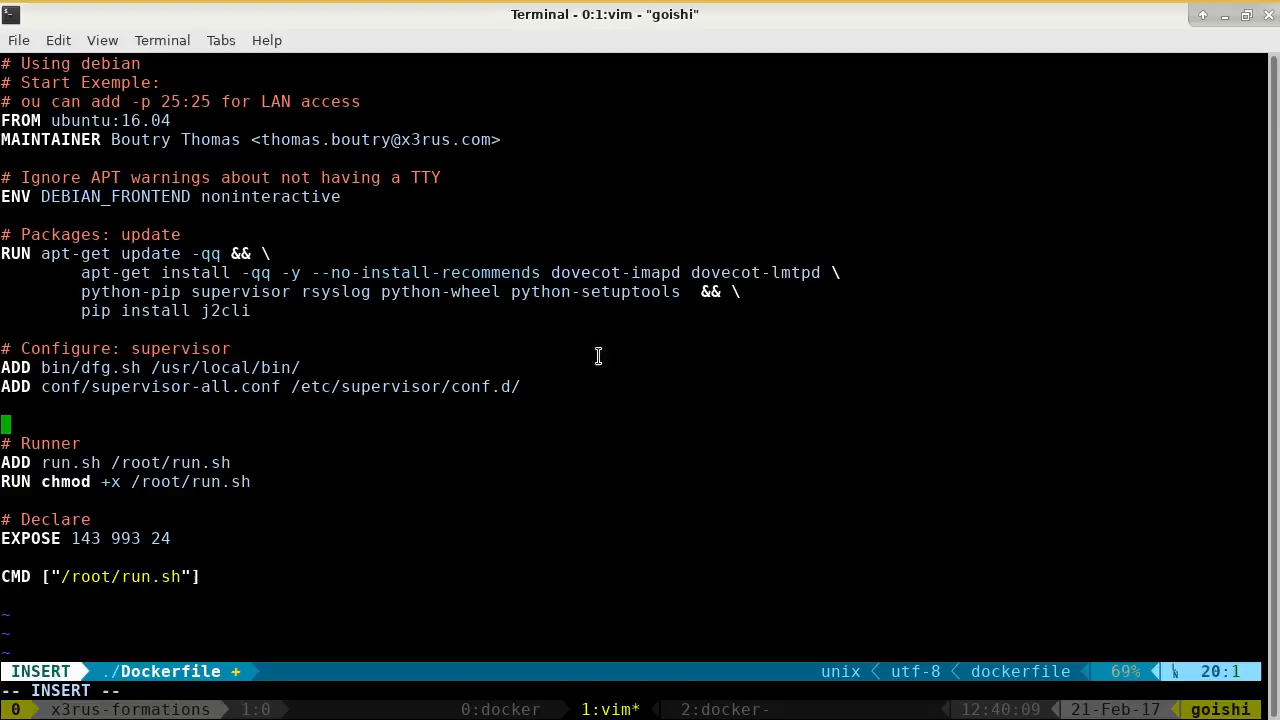 Terminal - 0:1:vim - "goishi"
File Edit View Terminal Tabs Help
# Using debian
# Start Exemple:
# ou can add -p 25:25 for LAN access
FROM ubuntu:16.04
MAINTAINER Boutry Thomas <thomas.boutry@x3rus.com>
# Ignore APT warnings about not having a TTY
ENV DEBIAN_FRONTEND noninteractive
# Packages: update
RUN apt-get update -qq && \
apt-get install -qq -y --no-install-recommends dovecot-imapd dovecot-lmtpd \
python-pip supervisor rsyslog python-wheel python-setuptools  && \
pip install j2cli
# Configure: supervisor
ADD bin/dfg.sh /usr/local/bin/
ADD conf/supervisor-all.conf /etc/supervisor/conf.d/
# Runner
ADD run.sh /root/run.sh
RUN chmod +x /root/run.sh
# Declare
EXPOSE 143 993 24
CMD ["/root/run.sh"]
~
~
~
INSERT ./Dockerfile + unix utf-8 dockerfile 69% 20:1
-- INSERT --
0 x3rus-formations 1:0 0:docker 1:vim* 2:docker- 12:40:09 21-Feb-17 goishi